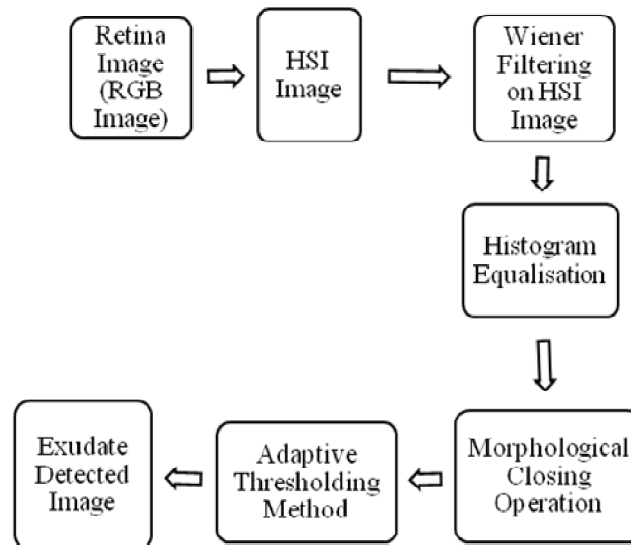 Retina
Image
(RGB
Image)
HSI
Image
Wiener
Filtering
on HSI
Image
Histogram
Equalisation
Morphological
Closing
Operation
Adaptive
Thresholding
Method
Exudate
Detected
Image